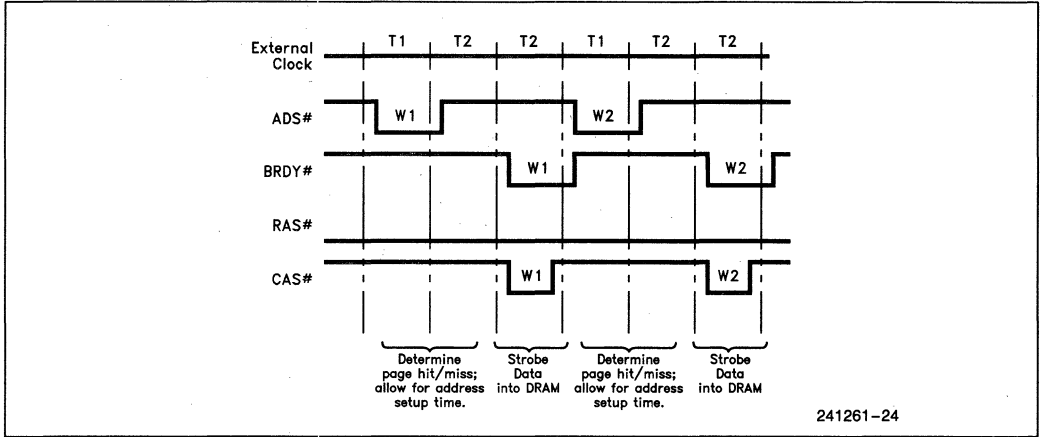 External Clock T1 T2 T2 T1 T2 T2
ADS# W1 W2
BRDY# W1 W2
RAS#
CAS# W1 W2
Determine
page hit/miss;
allow for address
setup time.
Strobe
Data
into DRAM
Determine
page hit/miss;
allow for address
setup time.
Strobe
Data
into DRAM
241261-24